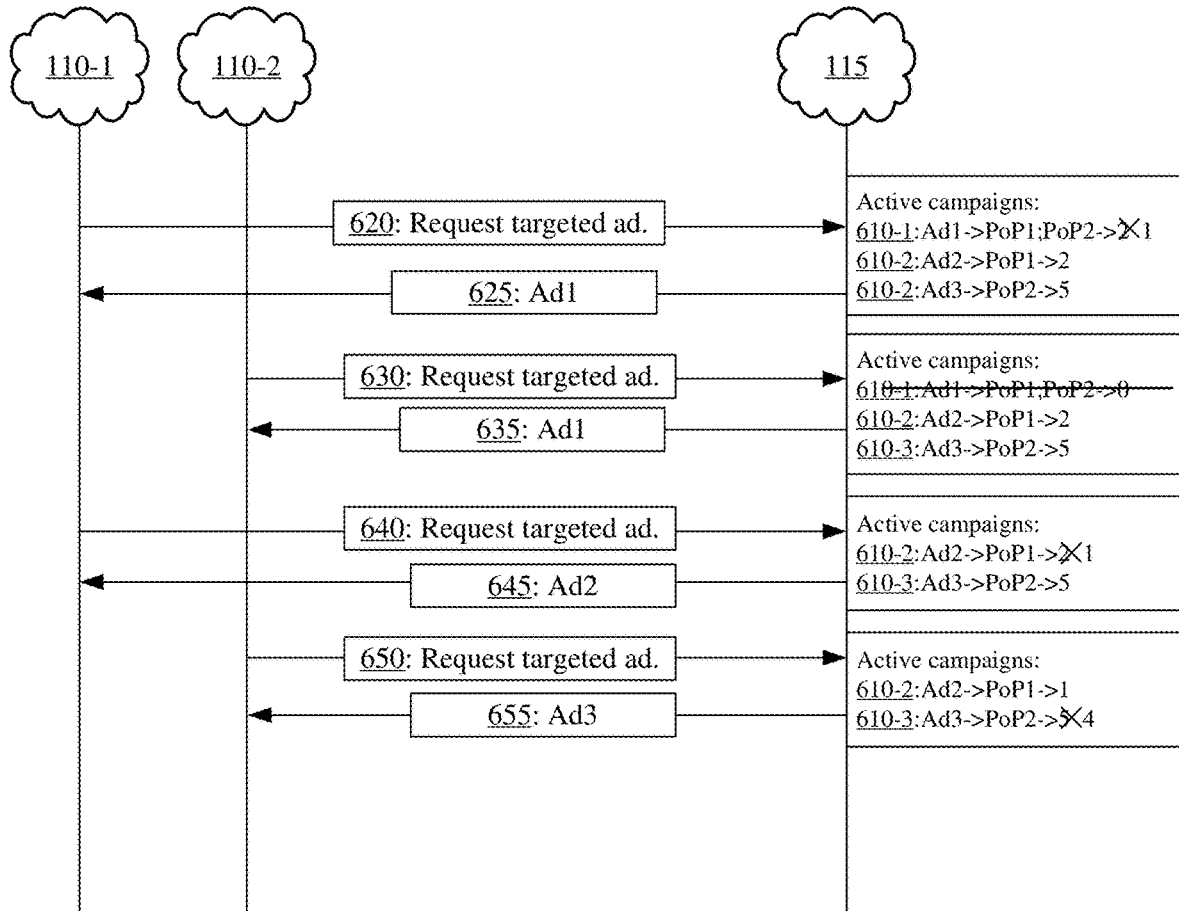 110-1
110-2
115
Active campaigns:
620: Request targeted ad.
610-1:Ad1->PoP1;PoP2->2 1
610-2:Ad2->PoP1->2
625: Ad1
610-2:Ad3->PoP2->5
Active campaigns:
630: Request targeted ad.
610-1:Ad1->PoP1;PoP2->0
610-2:Ad2->PoP1->2
635: Ad1
610-3:Ad3->PoP2->5
640: Request targeted ad.
Active campaigns:
610-2:Ad2->PoP1->2 1
645: Ad2
610-3:Ad3->PoP2->5
650: Request targeted ad.
Active campaigns:
610-2:Ad2->PoP1->1
655: Ad3
610-3:Ad3->PoP2->5 4